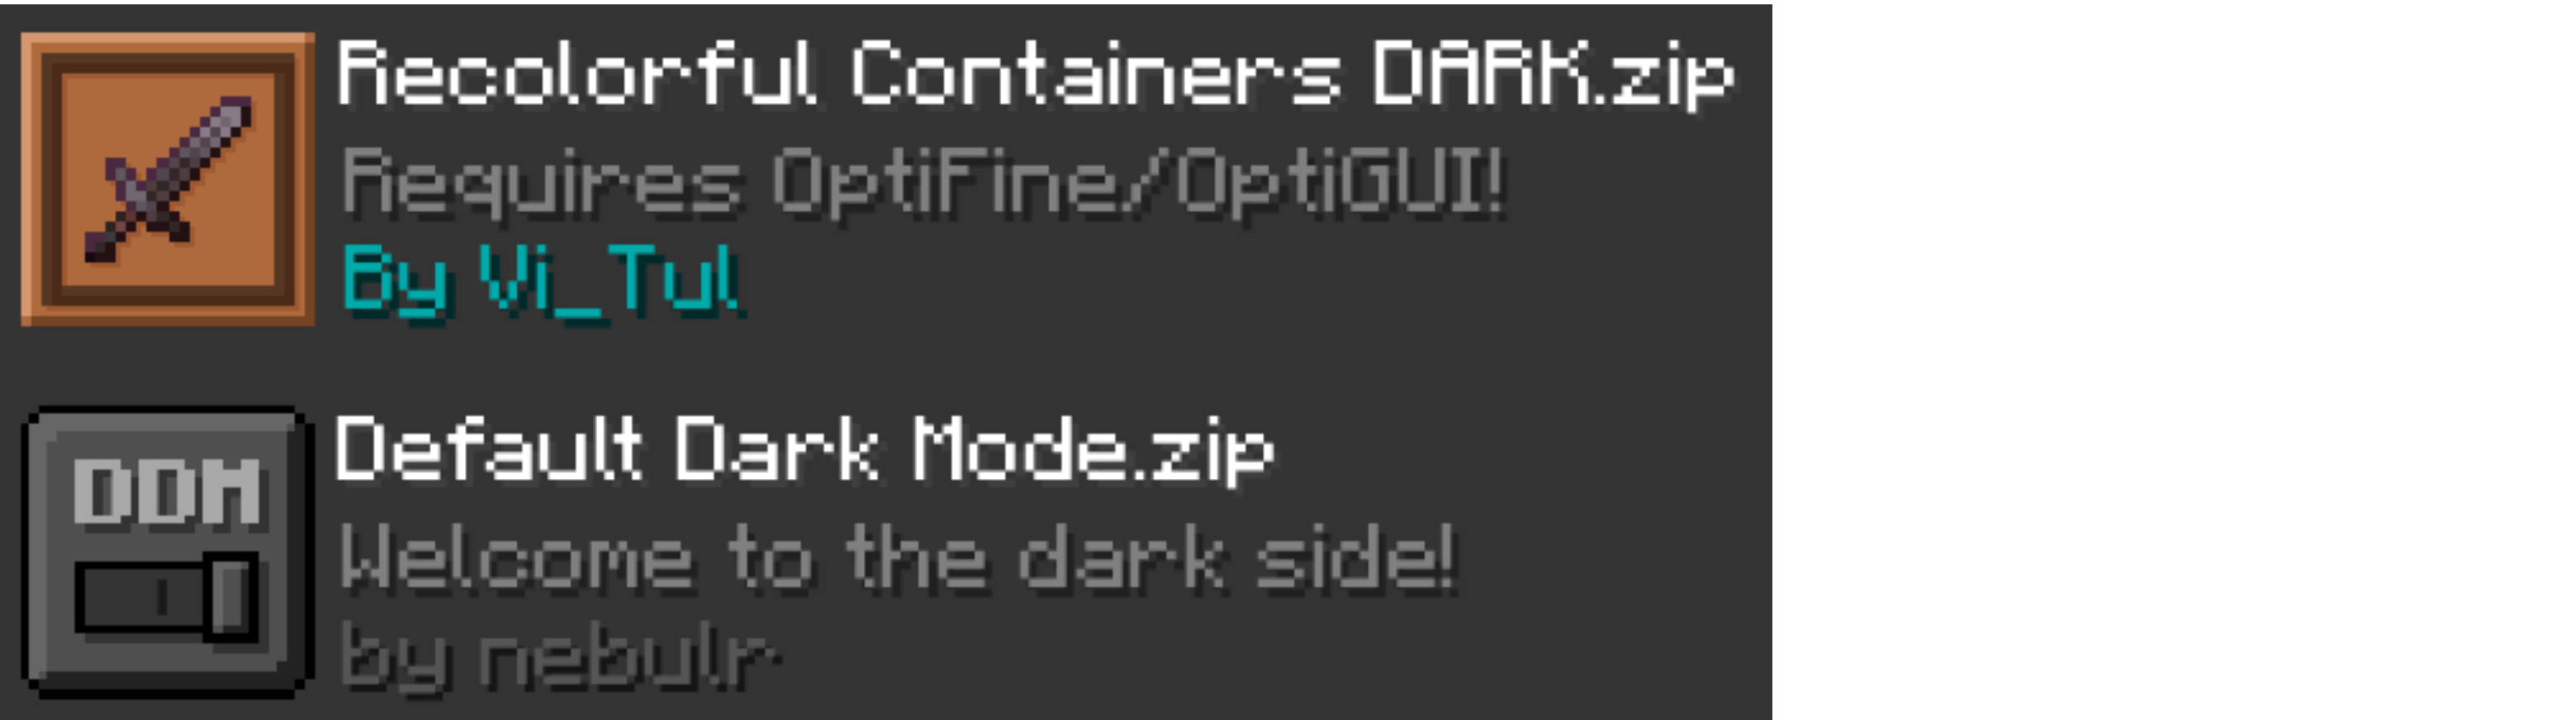 Recolorful Containers DARK.zip
Requires OptiFine/OptiGUI!
By Vi_Tul
DDM
Default Dark Mode.zip
Welcome to the dark side!
by nebulr